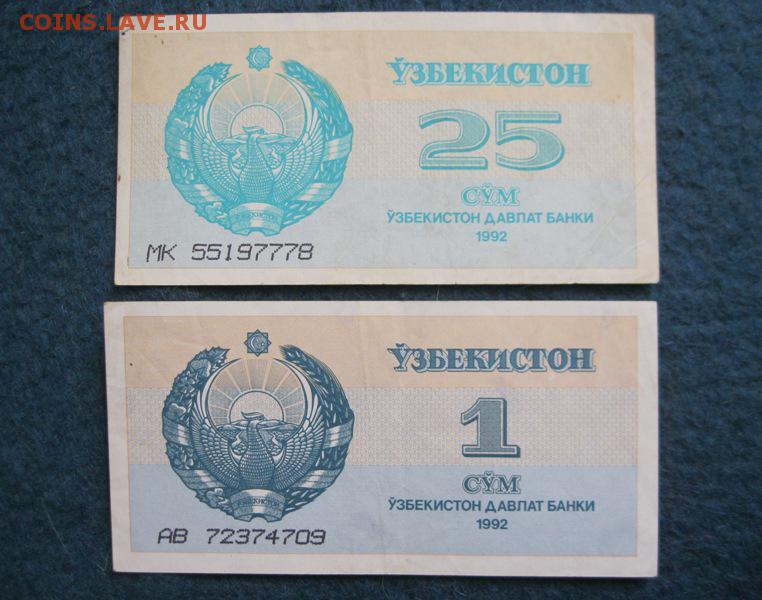 COINS.LAVE.RU
ЎЗБЕКИСТОН
25
СЎМ
ЎЗБЕКИСТОН ДАВЛАТ БАНКИ
1992
МК 55197778
ЎЗБЕКИСТОН
1
СЎМ
ЎЗБЕКИСТОН ДАВЛАТ БАНКИ
1992
АВ 72374709
ЎЗБЕКИСТОН